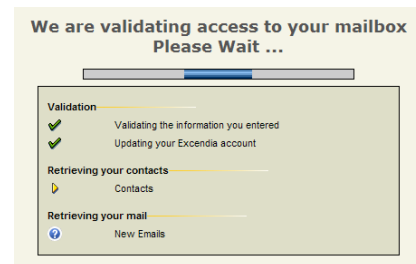 We are validating access to your mailbox
Please Wait ...
Validation
Validating the information you entered
Updating your Excendia account
Retrieving your contacts
Contacts
Retrieving your mail
New Emails